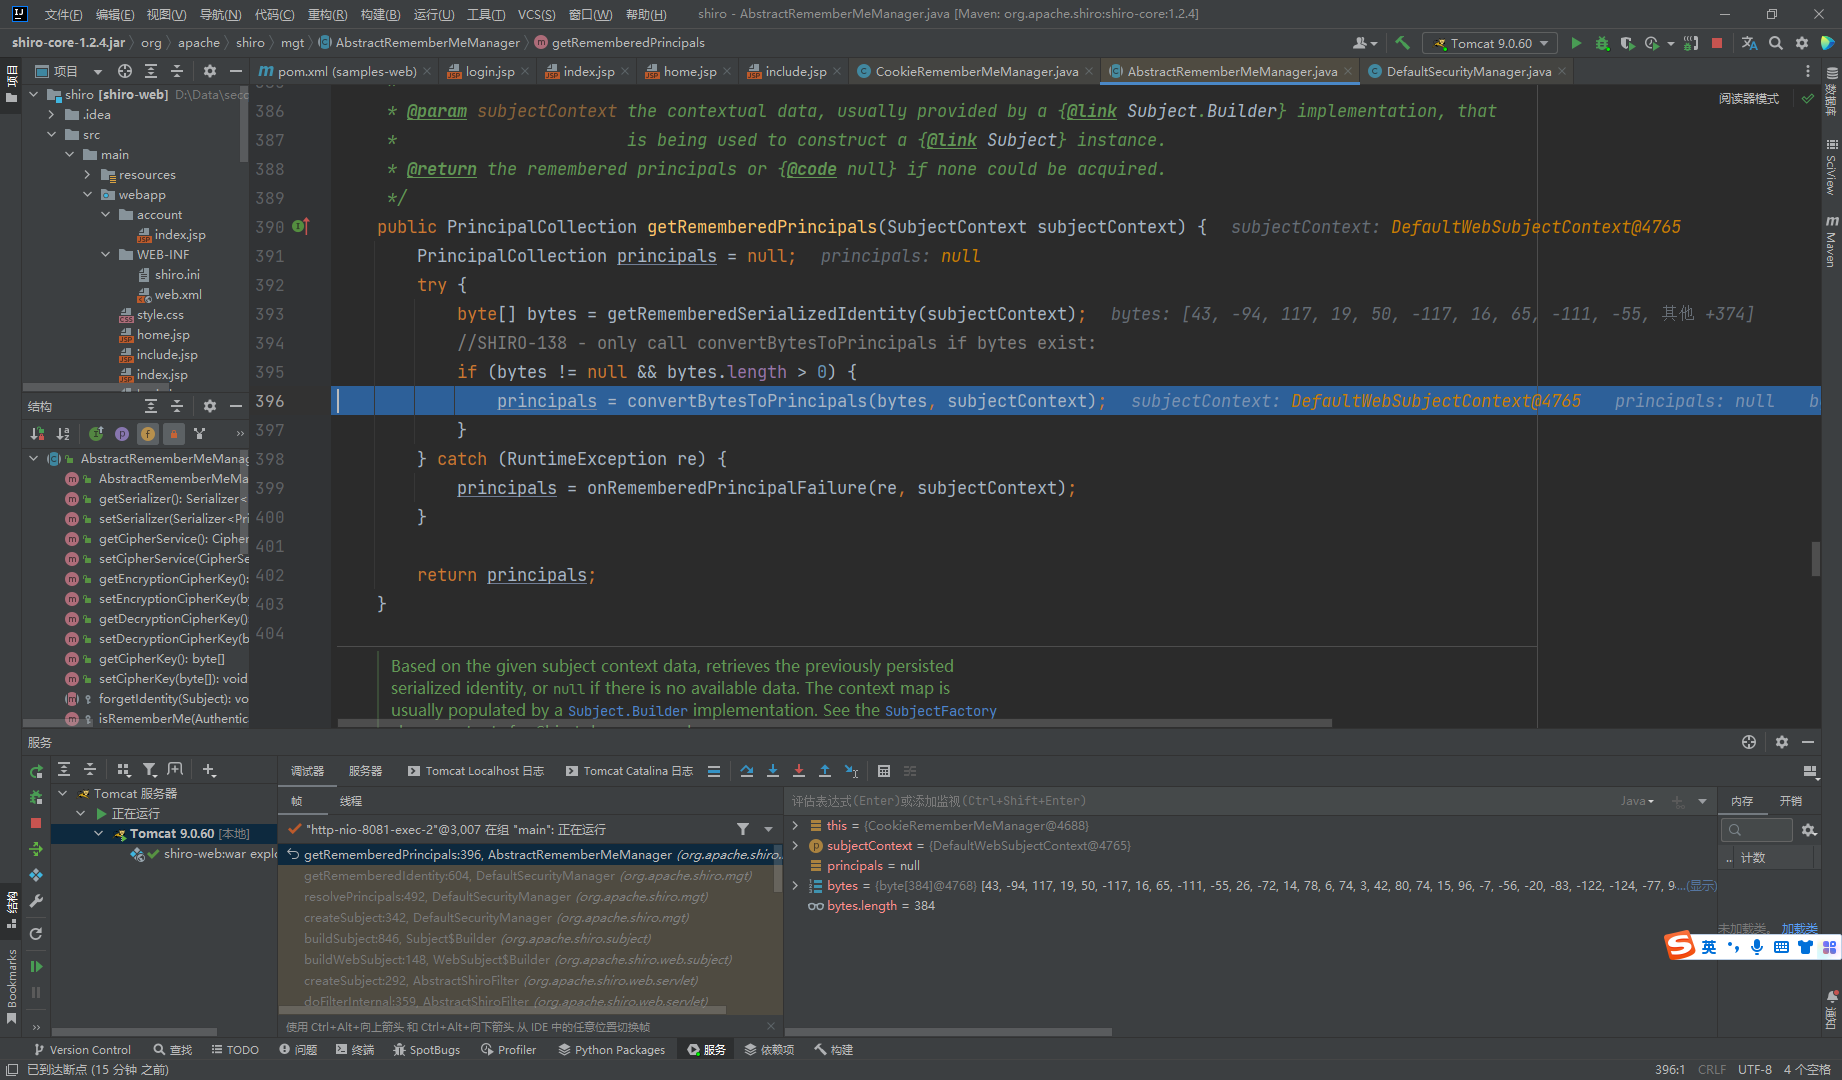 文件(F) 编辑(E) 视图(V) 导航(N) 代码(C) 重构(R) 构建(B) 运行(U) 工具(T) VCS(S) 窗口(W) 帮助(H) shiro - AbstractRememberMeManager.java [Maven: org.apache.shiro:shiro-core:1.2.4]
shiro-core-1.2.4.jar org apache shiro mgt AbstractRememberMeManager getRememberedPrincipals Tomcat 9.0.60
项目 pom.xml (samples-web) login.jsp index.jsp home.jsp include.jsp CookieRememberMeManager.java AbstractRememberMeManager.java DefaultSecurityManager.java
项目
shiro [shiro-web]
.idea
src
main
resources
webapp
account
index.jsp
WEB-INF
shiro.ini
web.xml
style.css
home.jsp
include.jsp
index.jsp
阅读器模式
386 * @param subjectContext the contextual data, usually provided by a {@link Subject.Builder} implementation, that
387 * is being used to construct a {@link Subject} instance.
388 * @return the remembered principals or {@code null} if none could be acquired.
389 */
390 public PrincipalCollection getRememberedPrincipals(SubjectContext subjectContext) { subjectContext: DefaultWebSubjectContext@4765
391 PrincipalCollection principals = null; principals: null
392 try {
393 byte[] bytes = getRememberedSerializedIdentity(subjectContext); bytes: [43, -94, 117, 19, 50, -117, 16, 65, -111, -55, 其他 +374]
394 //SHIRO-138 - only call convertBytesToPrincipals if bytes exist:
395 if (bytes != null && bytes.length > 0) {
396 principals = convertBytesToPrincipals(bytes, subjectContext); subjectContext: DefaultWebSubjectContext@4765 principals: null b
397 }
398 } catch (RuntimeException re) {
399 principals = onRememberedPrincipalFailure(re, subjectContext);
400 }
401
402 return principals;
403 }
404
Based on the given subject context data, retrieves the previously persisted
serialized identity, or null if there is no available data. The context map is
usually populated by a Subject.Builder implementation. See the SubjectFactory
数据库
SciView
Maven
通知
结构
AbstractRememberMeManag
AbstractRememberMeMa
getSerializer(): Serializer<
setSerializer(Serializer<Pri
getCipherService(): Cipher
setCipherService(CipherSe
getEncryptionCipherKey():
setEncryptionCipherKey(by
getDecryptionCipherKey()
setDecryptionCipherKey(b
getCipherKey(): byte[]
setCipherKey(byte[]): void
forgetIdentity(Subject): vo
isRememberMe(Authentic
服务
结构
Bookmarks
Tomcat 服务器
正在运行
Tomcat 9.0.60 [本地]
shiro-web:war explo
调试器 服务器 Tomcat Localhost 日志 Tomcat Catalina 日志
帧 线程
"http-nio-8081-exec-2"@3,007 在组 "main": 正在运行
getRememberedPrincipals:396, AbstractRememberMeManager (org.apache.shiro.
getRememberedIdentity:604, DefaultSecurityManager (org.apache.shiro.mgt)
resolvePrincipals:492, DefaultSecurityManager (org.apache.shiro.mgt)
createSubject:342, DefaultSecurityManager (org.apache.shiro.mgt)
buildSubject:846, Subject$Builder (org.apache.shiro.subject)
buildWebSubject:148, WebSubject$Builder (org.apache.shiro.web.subject)
createSubject:292, AbstractShiroFilter (org.apache.shiro.web.servlet)
doFilterInternal:359, AbstractShiroFilter (org.apache.shiro.web.servlet)
使用 Ctrl+Alt+向上箭头 和 Ctrl+Alt+向下箭头 从 IDE 中的任意位置切换帧
评估表达式(Enter)或添加监视(Ctrl+Shift+Enter) Java
this = {CookieRememberMeManager@4688}
subjectContext = {DefaultWebSubjectContext@4765}
principals = null
bytes = {byte[384]@4768} [43, -94, 117, 19, 50, -117, 16, 65, -111, -55, 26, -72, 14, 78, 6, 74, 3, 42, 80, 74, 15, 96, -7, -56, -20, -83, -122, -124, -77, 9-...(显示)
bytes.length = 384
内存 开销
.. 计数
未加载类。 加载类
英
Version Control 查找 TODO 问题 终端 SpotBugs Profiler Python Packages 服务 依赖项 构建
已到达断点 (15 分钟 之前) 396:1 CRLF UTF-8 4 个空格